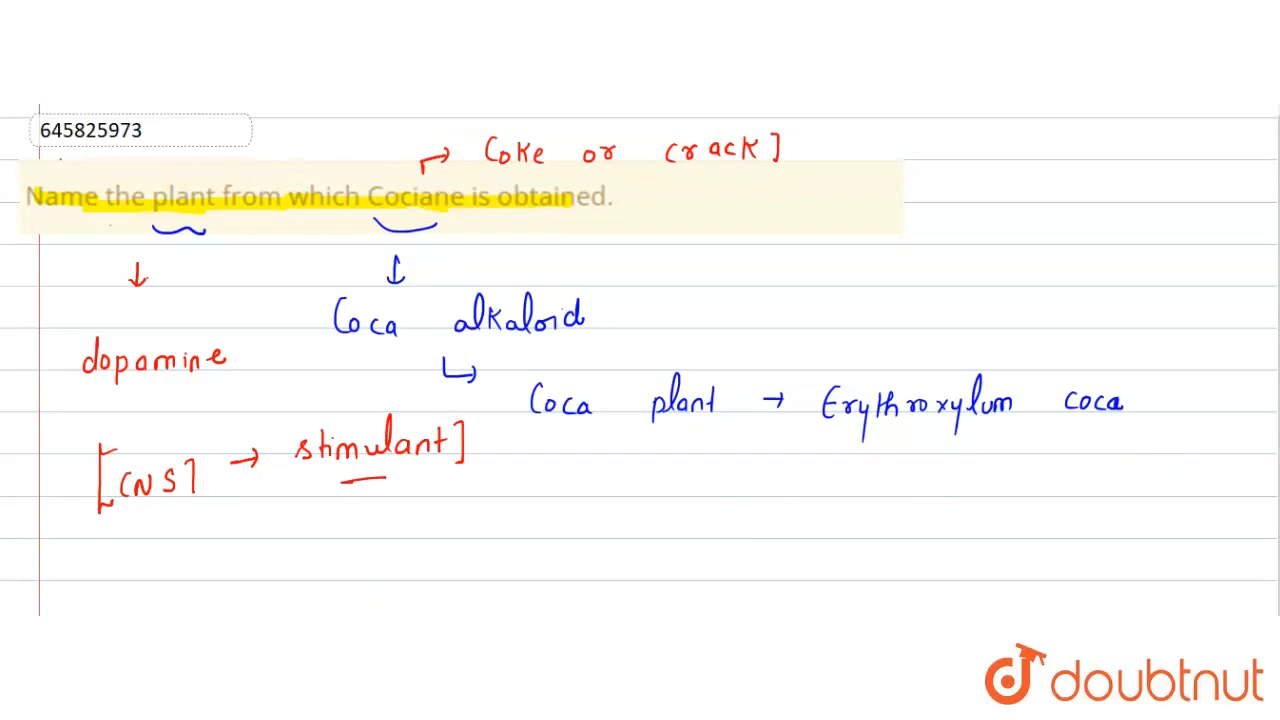 645825973
Coke or crack]
Name the plant from which Cociane is obtained.
Coca alkaloid
dopamine
Coca plant → Erythroxylum coca
[CNS] → stimulant]
doubtnut